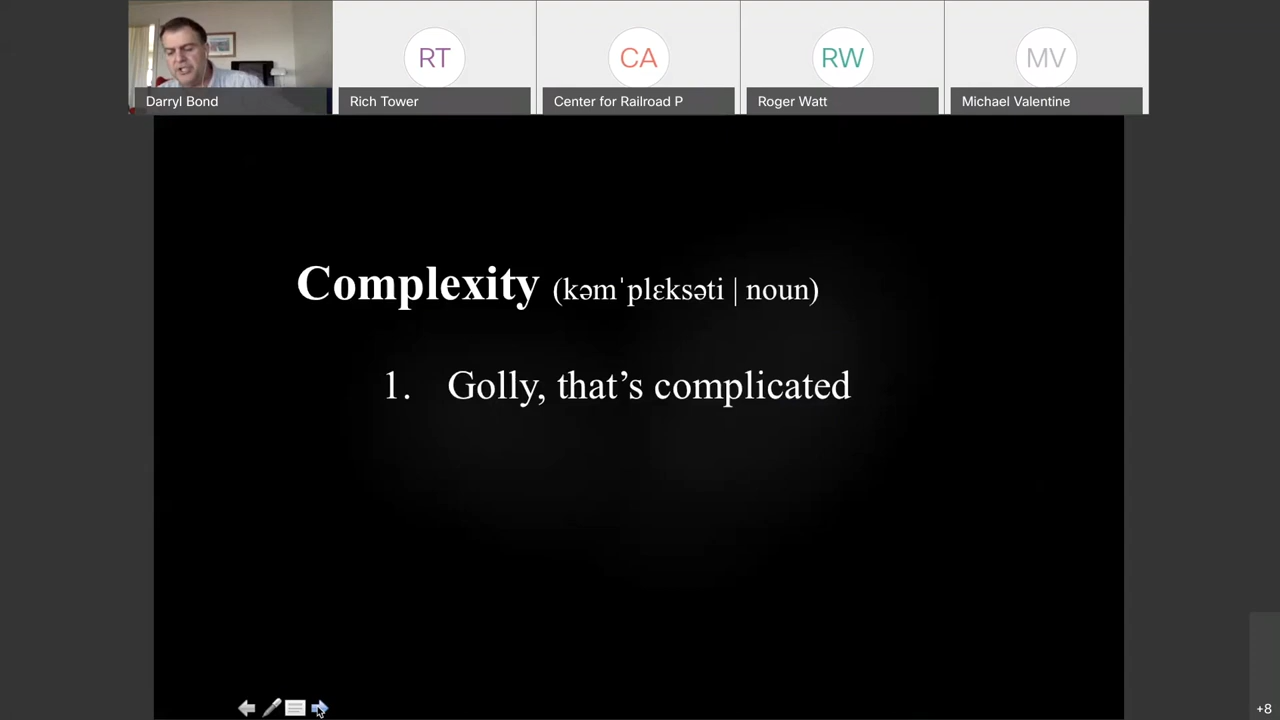 RT
CA
RW
MV
Darryl Bond
Rich Tower
Center for Railroad P
Roger Watt
Michael Valentine
Complexity (kəmˈplɛksəti | noun)
1. Golly, that’s complicated
+8